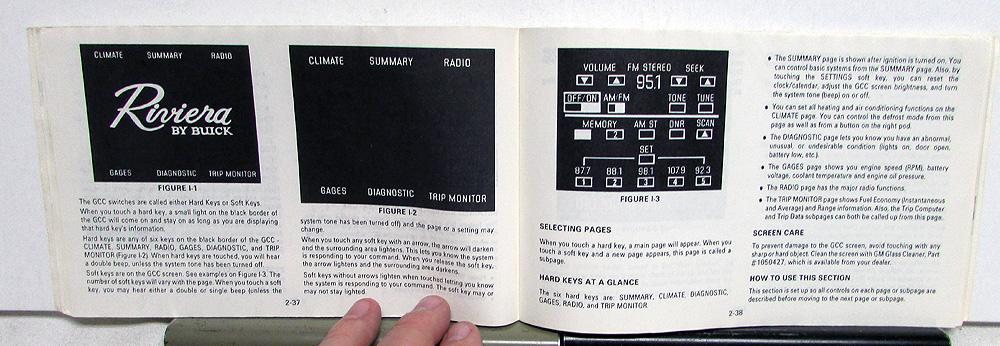 CLIMATE SUMMARY RADIO
Riviera
BY BUICK
GAGES DIAGNOSTIC TRIP MONITOR
FIGURE I-1
The GCC switches are called either Hard Keys or Soft Keys.
When you touch a hard key, a small light on the black border of
the GCC will come on and stay on as long as you are displaying
that hard key's information.
Hard keys are any of six keys on the black border of the GCC -
CLIMATE, SUMMARY, RADIO, GAGES, DIAGNOSTIC, and TRIP
MONITOR (Figure I-2). When hard keys are touched, you will hear
a double beep, unless the system tone has been turned off.
Soft keys are on the GCC screen. See examples on Figure I-3. The
number of soft keys will vary with the page. When you touch a soft
key, you may hear either a double or single beep (unless the
CLIMATE SUMMARY RADIO
GAGES DIAGNOSTIC TRIP MONITOR
FIGURE I-2
system tone has been turned off) and the page or a setting may
change.
When you touch any soft key with an arrow, the arrow will darken
and the surrounding area lightens. This lets you know the system
is responding to your command. When you release the soft key,
the arrow lightens and the surrounding area darkens.
Soft keys without arrows lighten when touched letting you know
the system is responding to your command. The soft key may or
may not stay lighted.
2-37
VOLUME FM STEREO SEEK
95.1
OFF/ON AM/FM TONE TUNE
MEMORY AM ST DNR SCAN
2
SET
87.7 88.1 98.1 107.9 92.3
1 2 3 4 5
FIGURE I-3
SELECTING PAGES
When you touch a hard key, a main page will appear. When you
touch a soft key and a new page appears, this page is called a
subpage.
HARD KEYS AT A GLANCE
The six hard keys are: SUMMARY, CLIMATE, DIAGNOSTIC,
GAGES, RADIO, and TRIP MONITOR.
• The SUMMARY page is shown after ignition is turned on. You
can control basic systems from the SUMMARY page. Also, by
touching the SETTINGS soft key, you can reset the
clock/calendar, adjust the GCC screen brightness, and turn
the system tone (beep) on or off.
• You can set all heating and air conditioning functions on the
CLIMATE page. You can control the defrost mode from this
page as well as from a button on the right pod.
• The DIAGNOSTIC page lets you know you have an abnormal,
unusual, or undesirable condition (lights on, door open,
battery low, etc.).
• The GAGES page shows you engine speed (RPM), battery
voltage, coolant temperature and engine oil pressure.
• The RADIO page has the major radio functions.
• The TRIP MONITOR page shows Fuel Economy (Instantaneous
and Average) and Range information. Also, the Trip Computer
and Trip Data subpages can both be called up from this page.
SCREEN CARE
To prevent damage to the GCC screen, avoid touching with any
sharp or hard object. Clean the screen with GM Glass Cleaner, Part
#1050427, which is available from your dealer.
HOW TO USE THIS SECTION
This section is set up so all controls on each page or subpage are
described before moving to the next page or subpage.
2-38